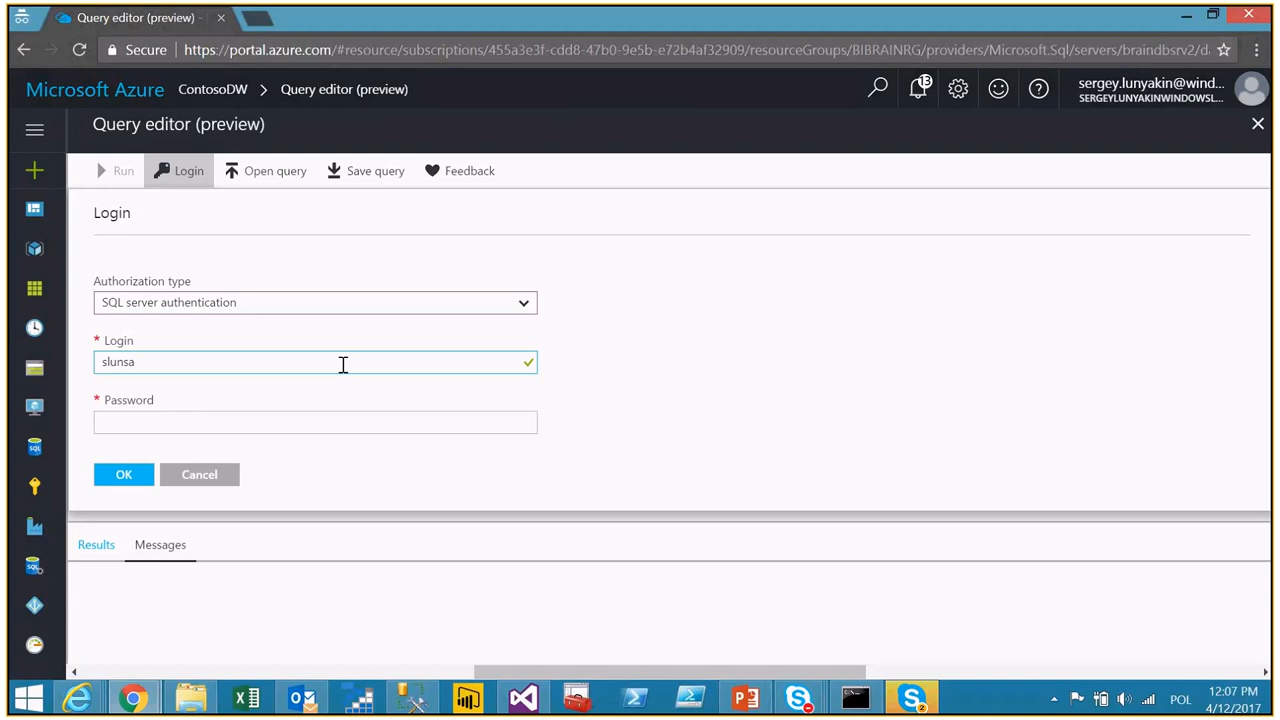 Query editor (preview) -
Secure https://portal.azure.com/#resource/subscriptions/455a3e3f-cdd8-47b0-9e5b-e72b4af32909/resourceGroups/BIBRAINRG/providers/Microsoft.Sql/servers/braindbsrv2/d
Microsoft Azure ContosoDW > Query editor (preview)
13
sergey.lunyakin@wind...
SERGEYLUNYAKINWINDOWSL...
Query editor (preview)
Run Login Open query Save query Feedback
Login
Authorization type
SQL server authentication
* Login
slunsa
* Password
OK Cancel
Results Messages
SQL
SQL
POL
12:07 PM
4/12/2017
2